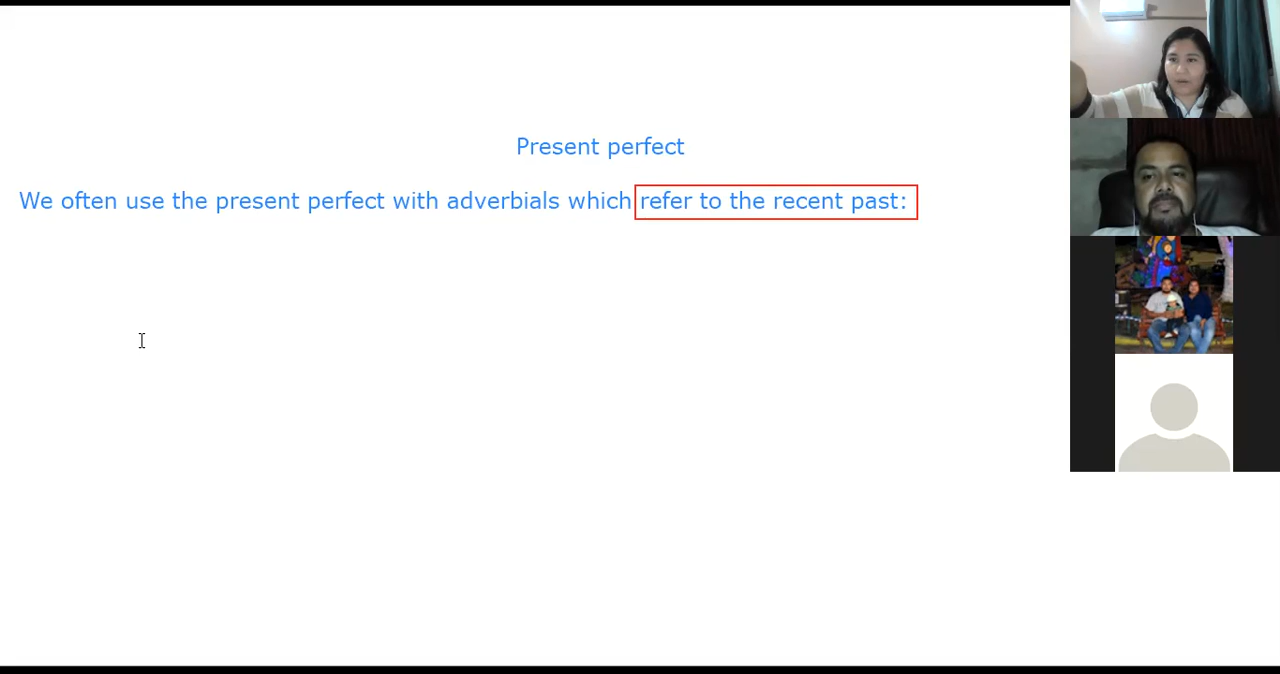 Present perfect
We often use the present perfect with adverbials which refer to the recent past: